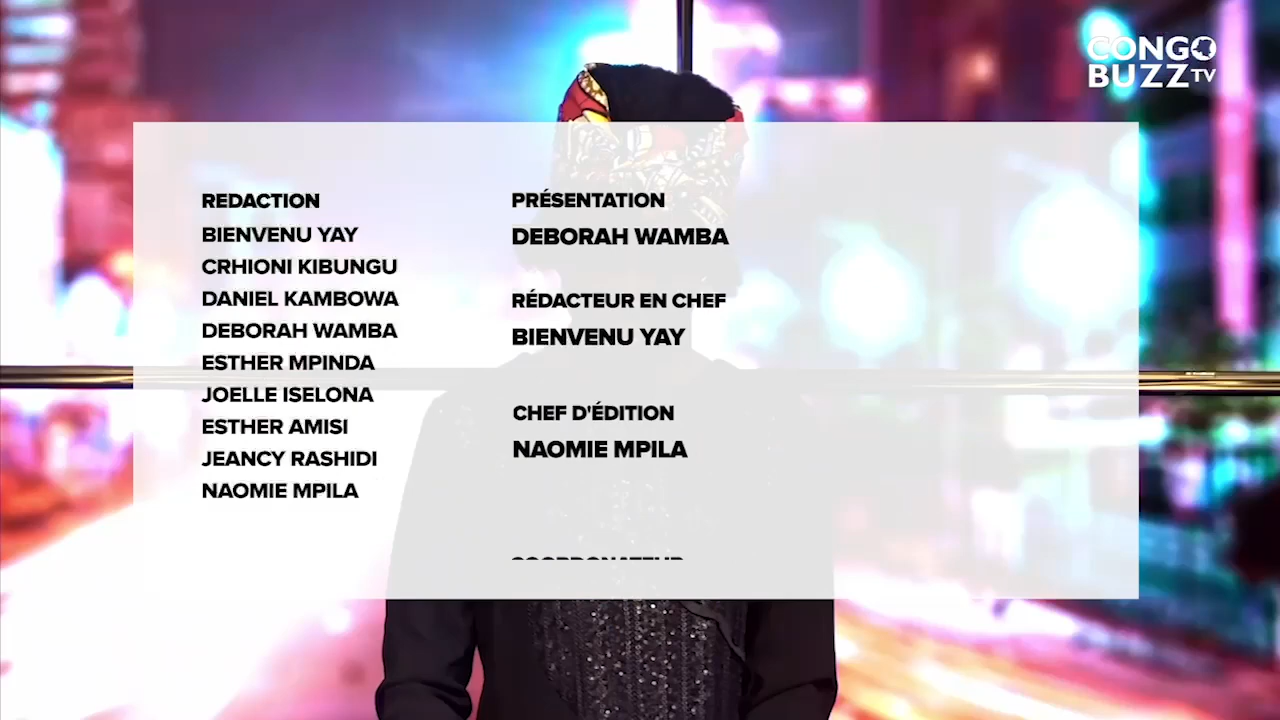 CONGO
BUZZ TV
REDACTION
BIENVENU YAY
CRHIONI KIBUNGU
DANIEL KAMBOWA
DEBORAH WAMBA
ESTHER MPINDA
JOELLE ISELONA
ESTHER AMISI
JEANCY RASHIDI
NAOMIE MPILA
PRÉSENTATION
DEBORAH WAMBA
RÉDACTEUR EN CHEF
BIENVENU YAY
CHEF D'ÉDITION
NAOMIE MPILA